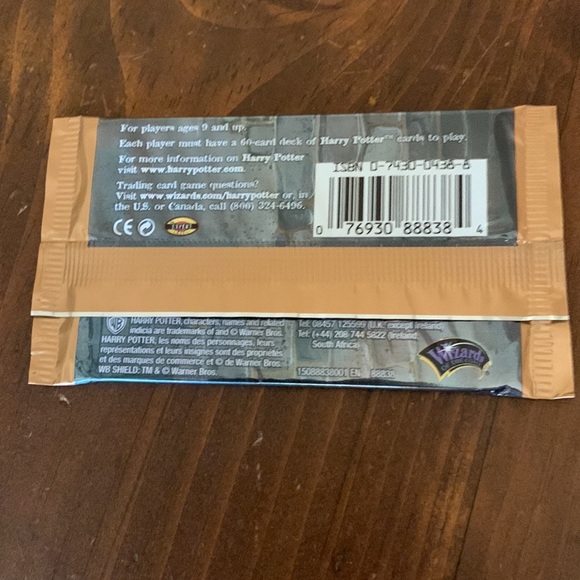 For players ages 9 and up.
Each player must have a 60-card deck of Harry Potter™ cards to play.
For more information on Harry Potter
visit www.harrypotter.com.
Trading card game questions?
Visit www.wizards.com/harrypotter or, in
the U.S. or Canada, call (800) 324-6496.
ISBN 0-7430-0438-8
0 76930 88838 4
CE
WB
HARRY POTTER, characters, names and related
indicia are trademarks of and © Warner Bros.
HARRY POTTER, les noms des personnages, leurs
représentations et leurs insignes sont des propriétés
et des marques de commerce et © de Warner Bros.
WB SHIELD: TM & © Warner Bros.
Tel: 08457 125599 (U.K. except Ireland,
Tel: (+44) 208 744 5822 (Ireland,
South Africa)
15088838001 EN 88838
Wizards